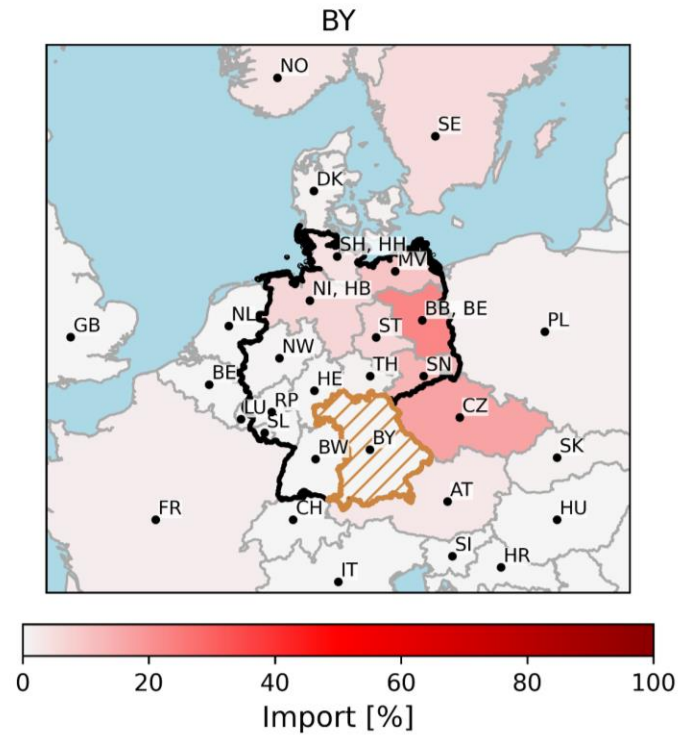 BY
NO
SE
DK
SH, HH
MV
NI, HB
BB, BE
NL
GB
ST
PL
NW
BE
HE
TH
SN
LU
RP
SL
CZ
BW
BY
SK
AT
FR
CH
HU
SI
HR
IT
0 20 40 60 80 100
Import [%]